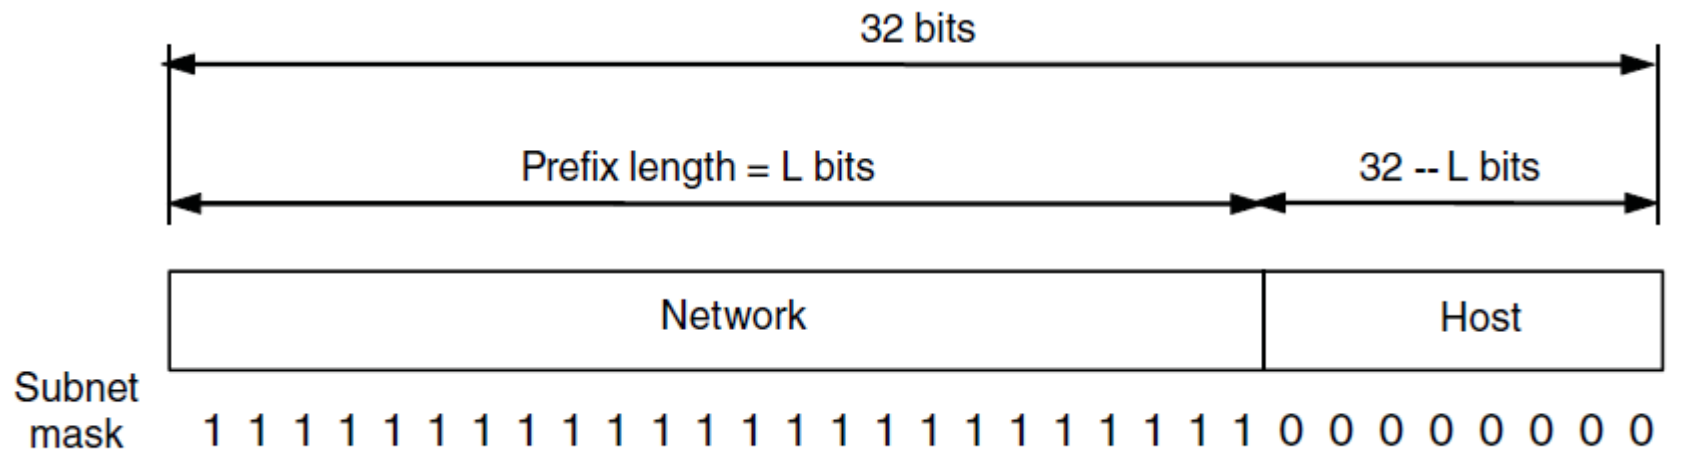 32 bits
Prefix length = L bits
32 -- L bits
Network
Host
Subnet
mask
1 1 1 1 1 1 1 1 1 1 1 1 1 1 1 1 1 1 1 1 1 1 1 1 0 0 0 0 0 0 0 0